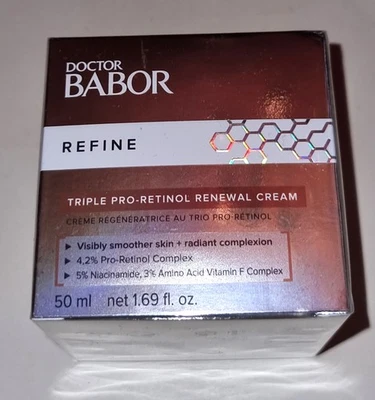 DOCTOR
BABOR
REFINE
TRIPLE PRO-RETINOL RENEWAL CREAM
CRÈME RÉGÉNÉRATRICE AU TRIO PRO-RÉTINOL
▶ Visibly smoother skin + radiant complexion
▶ 4,2% Pro-Retinol Complex
▶ 5% Niacinamide, 3% Amino Acid Vitamin F Complex
50 ml net 1.69 fl. oz.